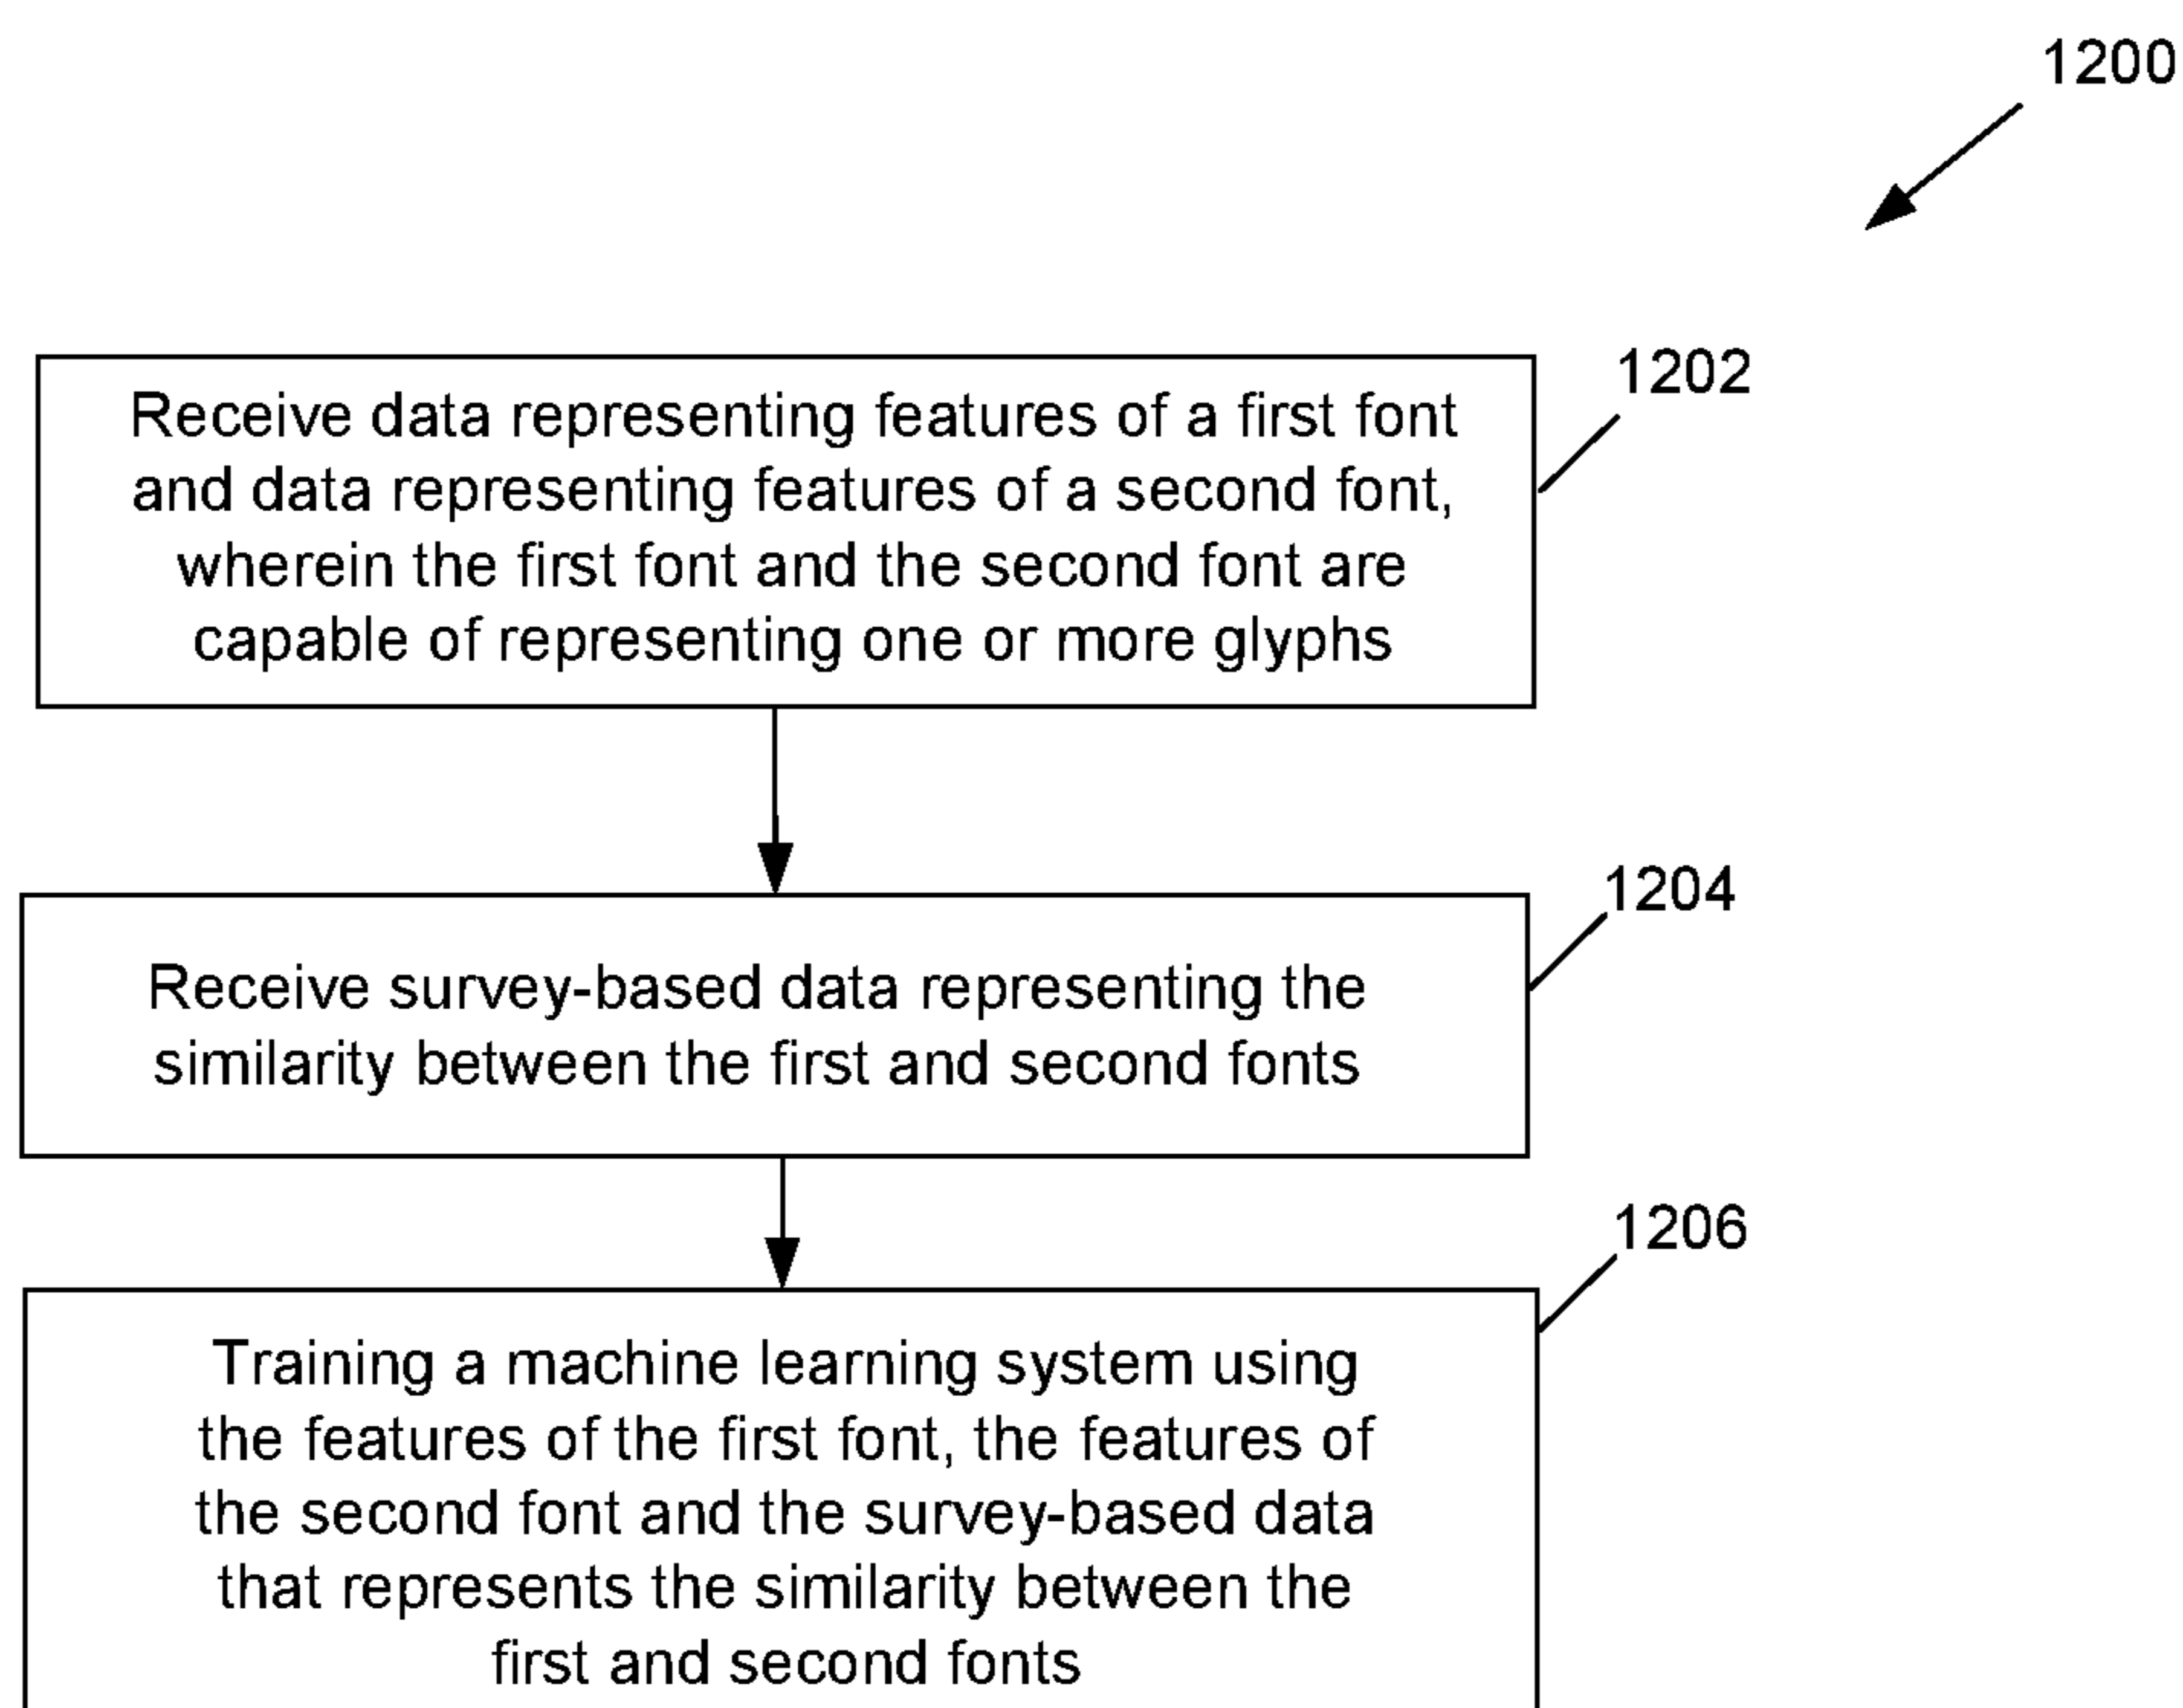 1200
1202
Receive data representing features of a first font
and data representing features of a second font,
wherein the first font and the second font are
capable of representing one or more glyphs
1204
Receive survey-based data representing the
similarity between the first and second fonts
1206
Training a machine learning system using
the features of the first font, the features of
the second font and the survey-based data
that represents the similarity between the
first and second fonts